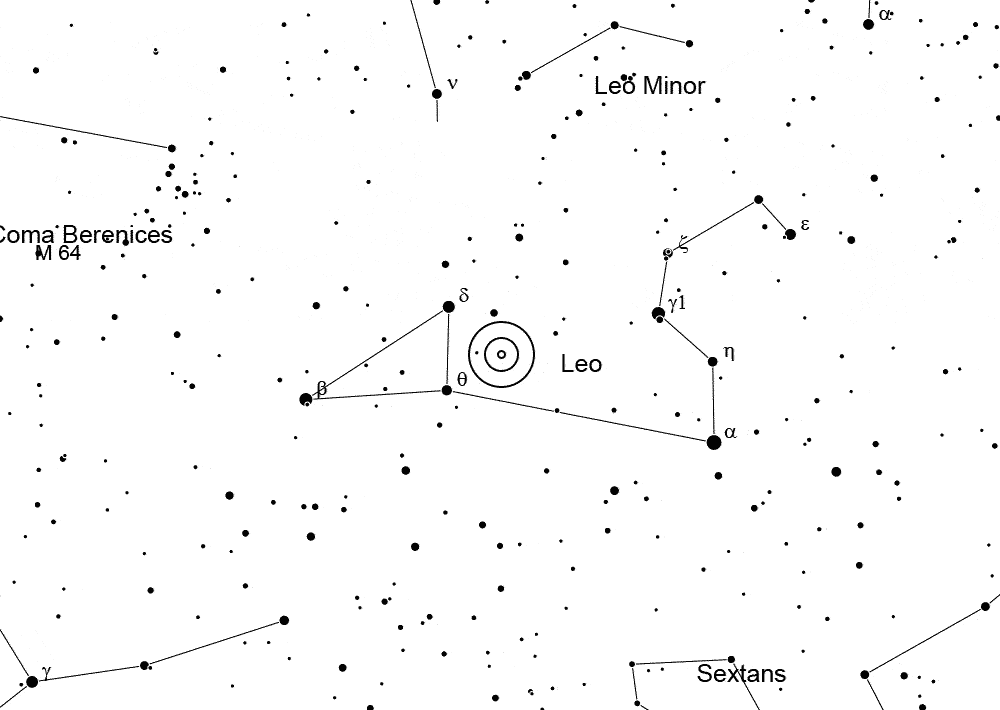 α
ν
Leo Minor
ε
Coma Berenices
ζ
M 64
δ
γ1
η
Leo
θ
β
α
γ
Sextans